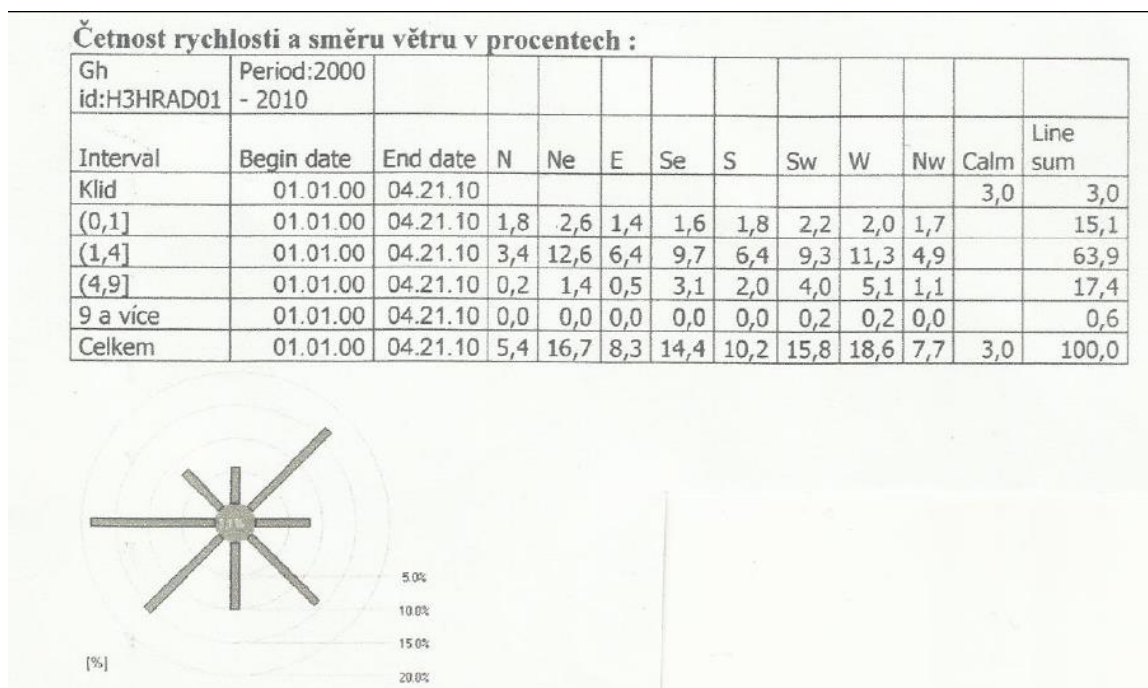 Četnost rychlosti a směru větru v procentech :
Gh id:H3HRAD01 Period:2000 - 2010
Interval Begin date End date N Ne E Se S Sw W Nw Calm Line sum
Klid 01.01.00 04.21.10 3,0 3,0
(0,1] 01.01.00 04.21.10 1,8 2,6 1,4 1,6 1,8 2,2 2,0 1,7 15,1
(1,4] 01.01.00 04.21.10 3,4 12,6 6,4 9,7 6,4 9,3 11,3 4,9 63,9
(4,9] 01.01.00 04.21.10 0,2 1,4 0,5 3,1 2,0 4,0 5,1 1,1 17,4
9 a více 01.01.00 04.21.10 0,0 0,0 0,0 0,0 0,0 0,2 0,2 0,0 0,6
Celkem 01.01.00 04.21.10 5,4 16,7 8,3 14,4 10,2 15,8 18,6 7,7 3,0 100,0
5.0%
10.0%
15.0%
[%]
20.0%